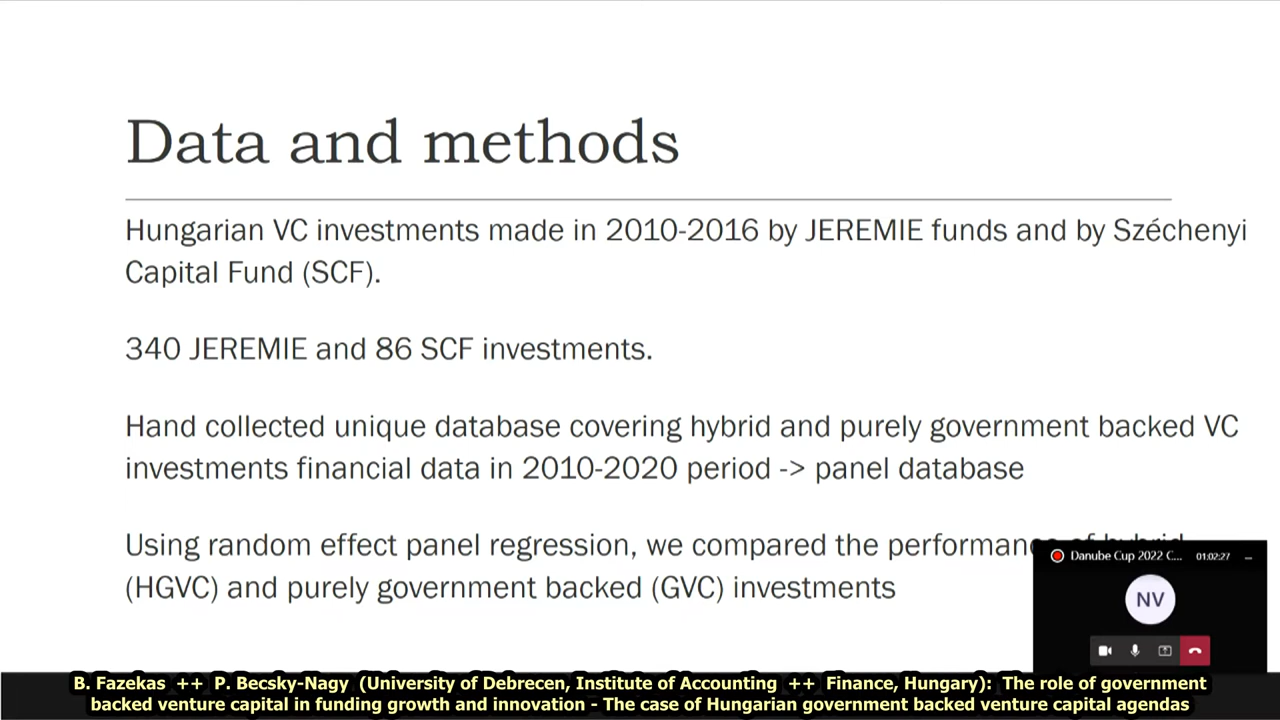 Data and methods
Hungarian VC investments made in 2010-2016 by JEREMIE funds and by Széchenyi
Capital Fund (SCF).
340 JEREMIE and 86 SCF investments.
Hand collected unique database covering hybrid and purely government backed VC
investments financial data in 2010-2020 period -> panel database
Using random effect panel regression, we compared the performance of hybrid
(HGVC) and purely government backed (GVC) investments
Danube Cup 2022 C... 01:02:27
NV
B. Fazekas ++ P. Becsky-Nagy (University of Debrecen, Institute of Accounting ++ Finance, Hungary): The role of government
backed venture capital in funding growth and innovation - The case of Hungarian government backed venture capital agendas